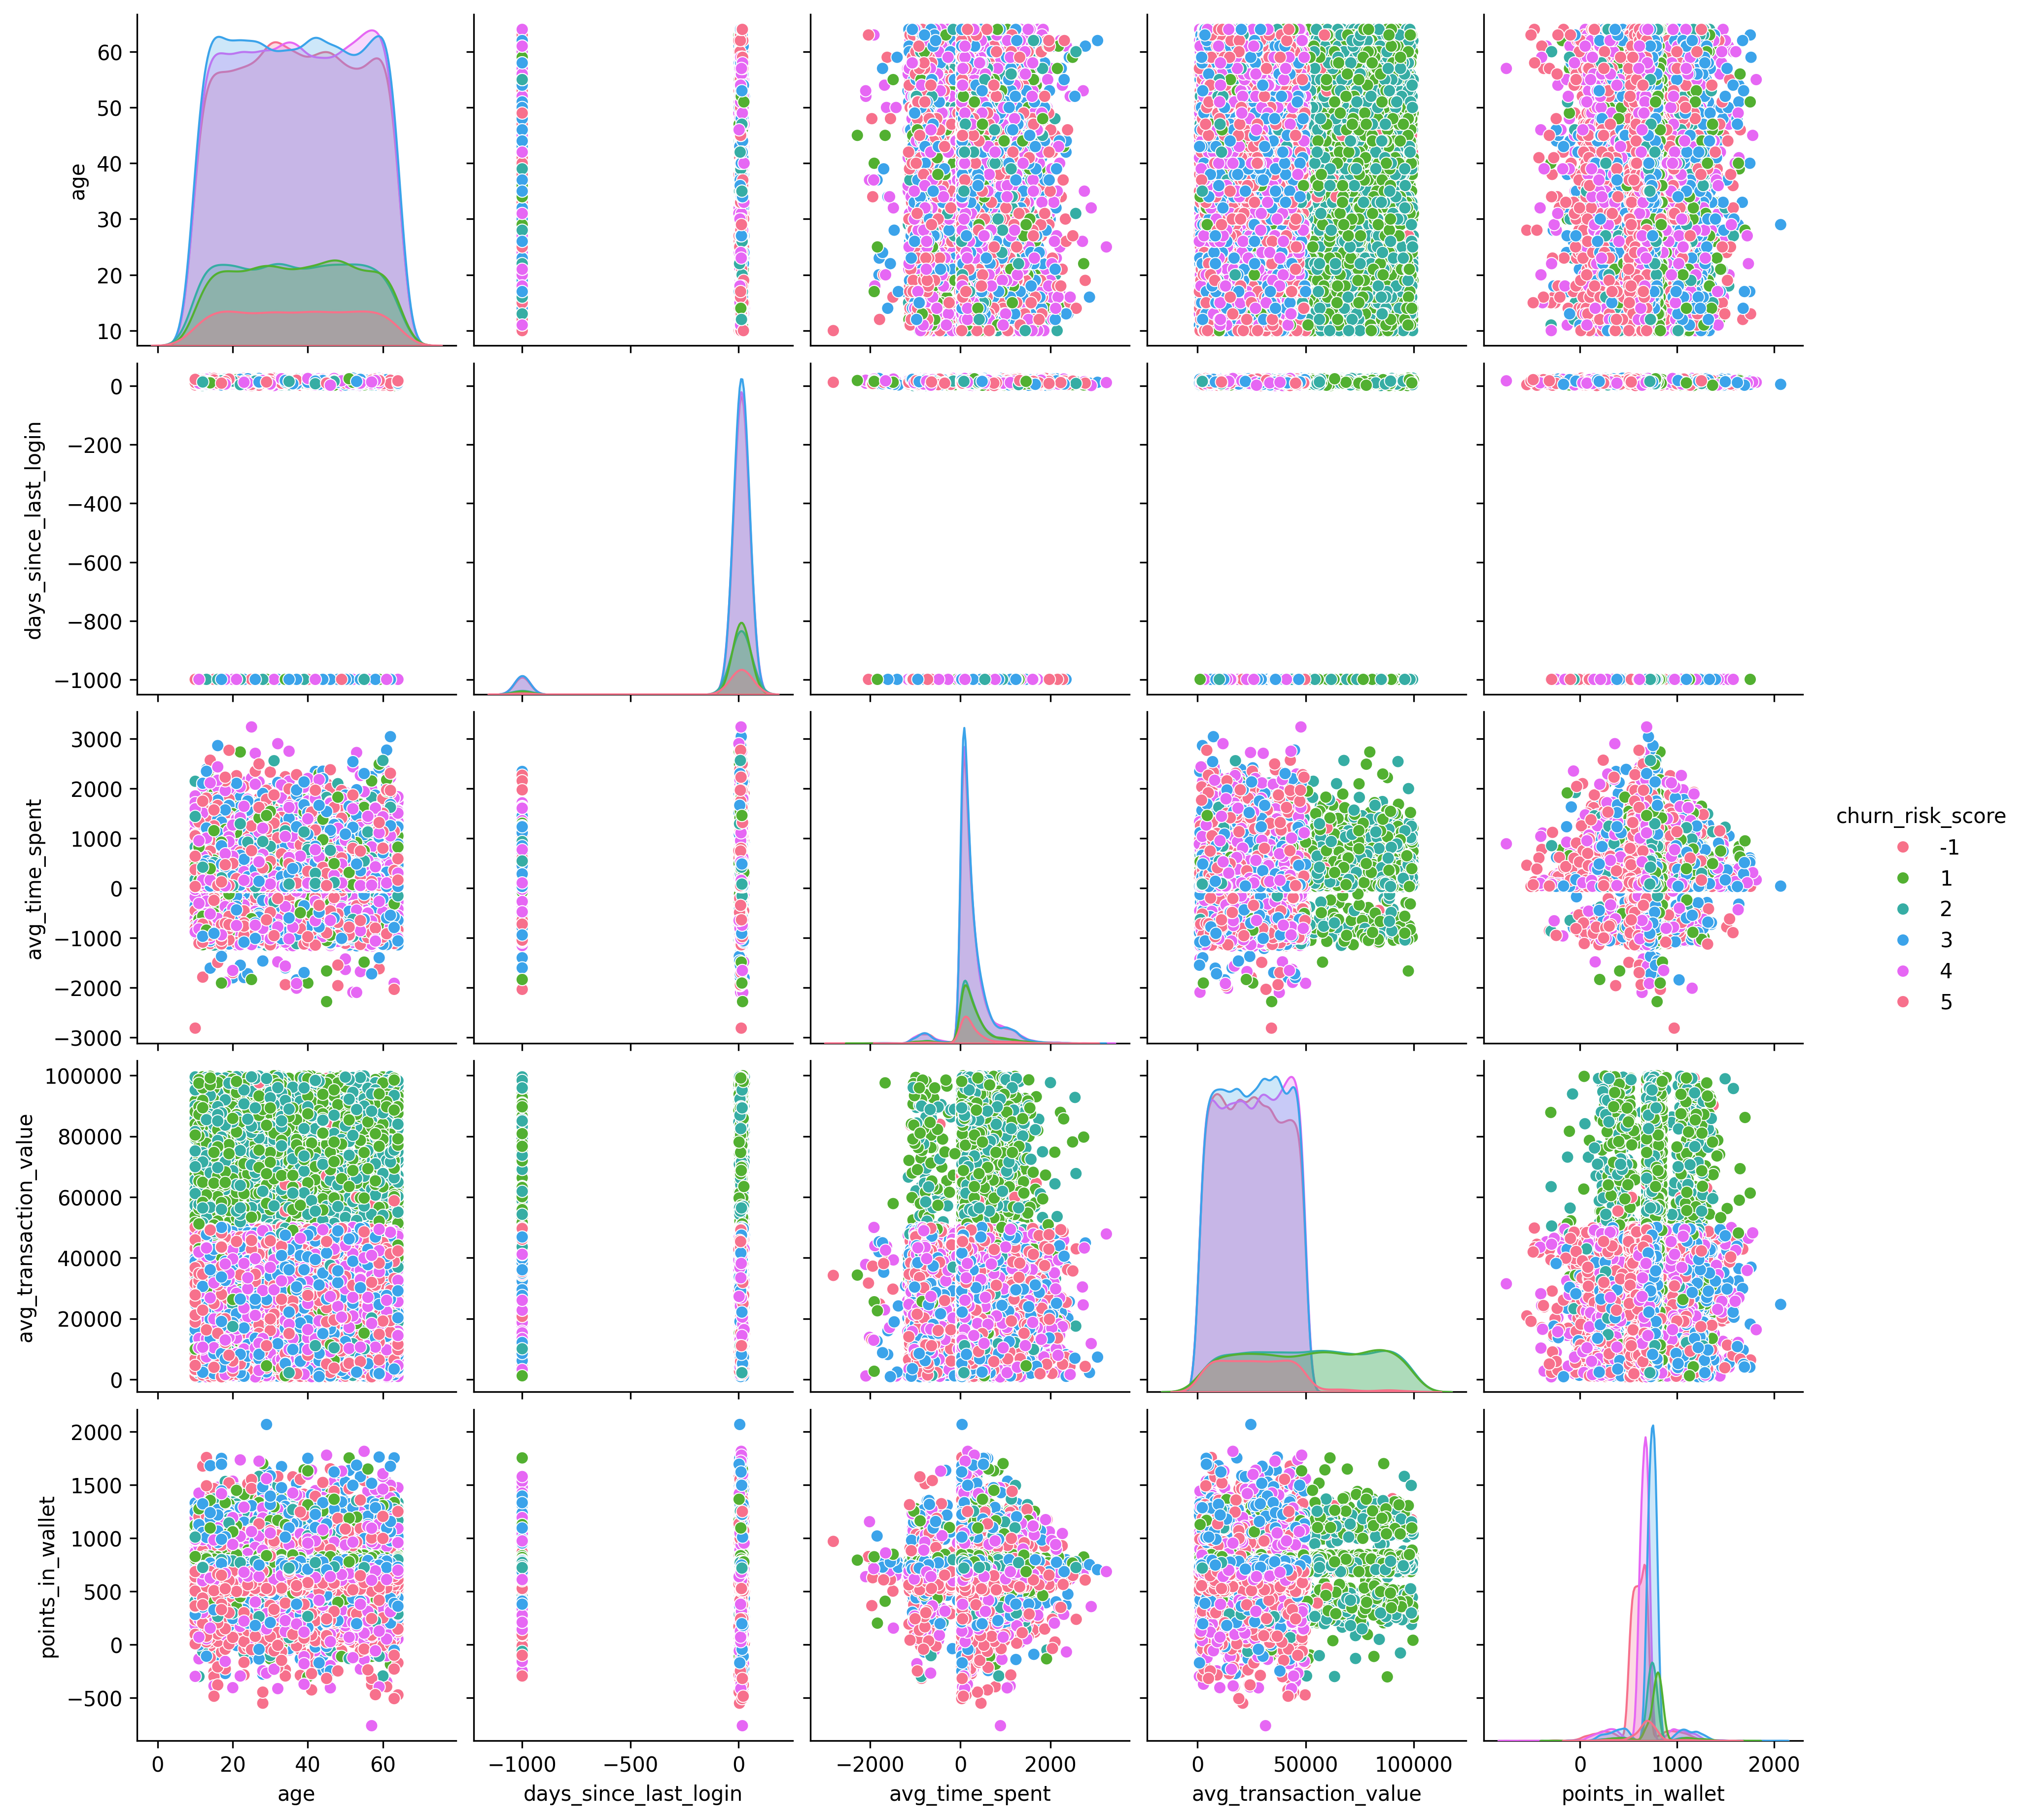 age
60
50
40
30
20
10
days_since_last_login
0
−200
−400
−600
−800
−1000
avg_time_spent
3000
2000
1000
0
−1000
−2000
−3000
churn_risk_score
-1
1
2
3
4
5
avg_transaction_value
100000
80000
60000
40000
20000
0
points_in_wallet
2000
1500
1000
500
0
−500
0 20 40 60
−1000 −500 0
−2000 0 2000
0 50000 100000
0 1000 2000
age
days_since_last_login
avg_time_spent
avg_transaction_value
points_in_wallet